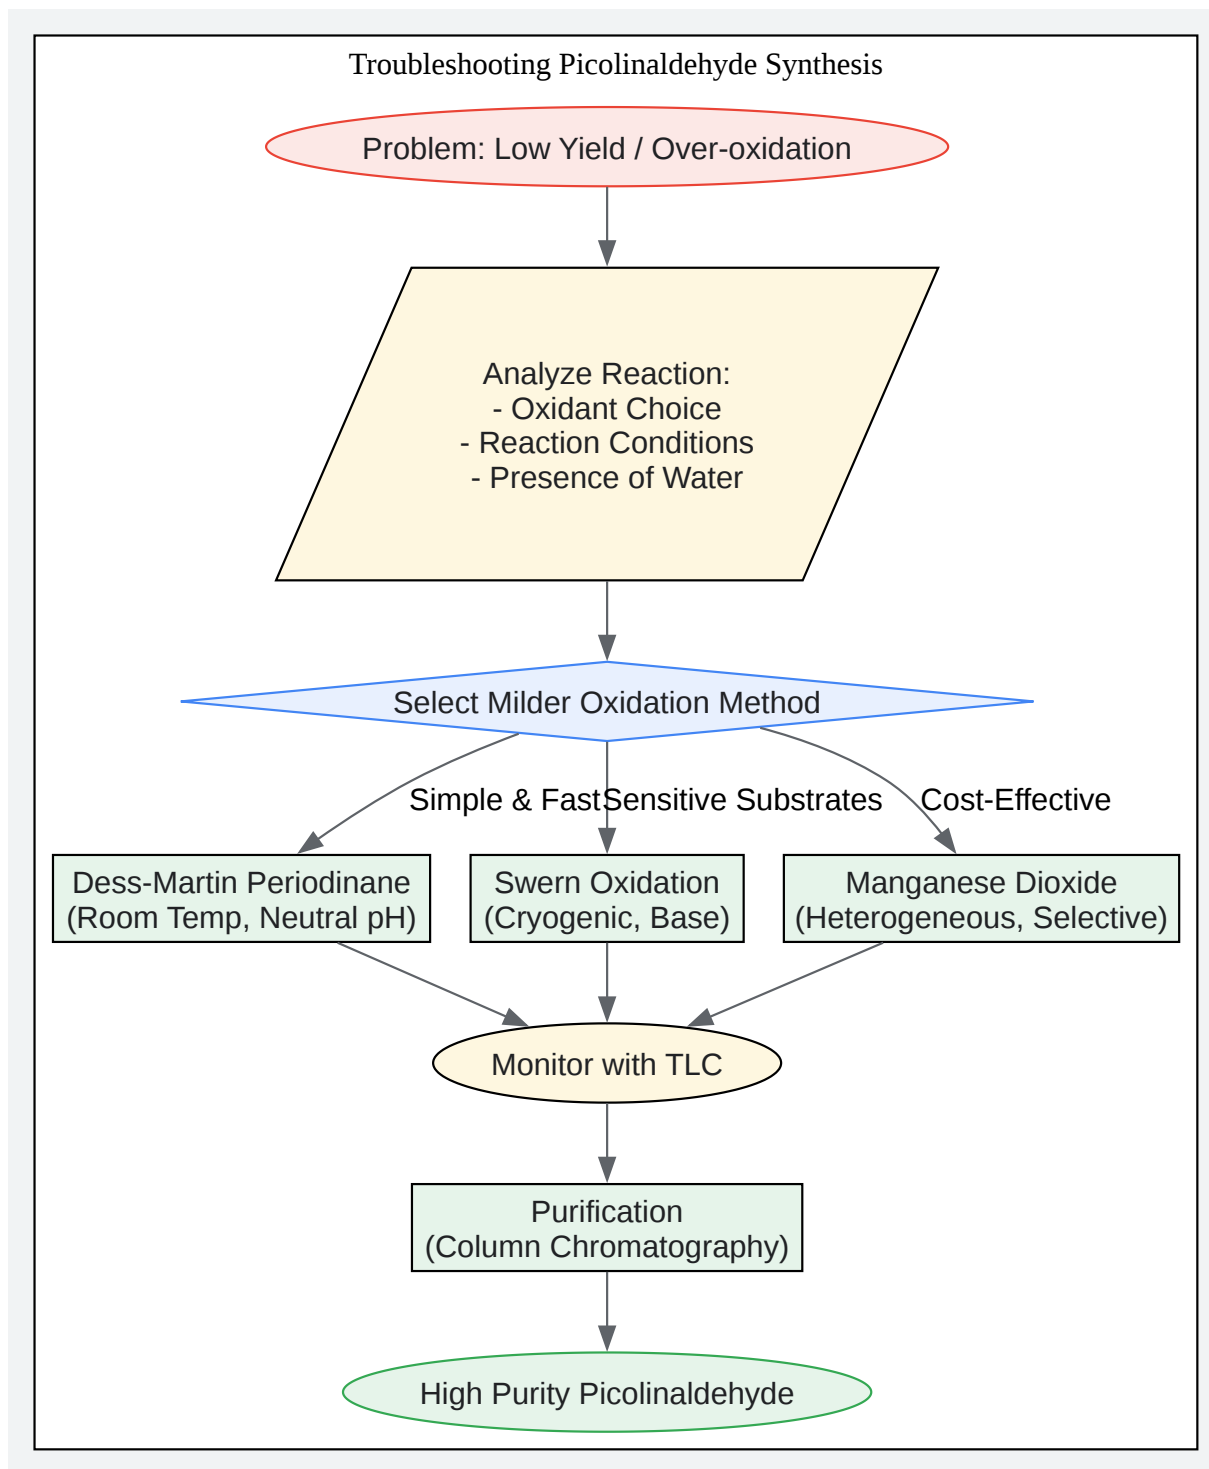 Troubleshooting Picolinaldehyde Synthesis
Problem: Low Yield / Over-oxidation
Analyze Reaction:
- Oxidant Choice
- Reaction Conditions
- Presence of Water
Select Milder Oxidation Method
Simple & Fast
Sensitive Substrates
Cost-Effective
Dess-Martin Periodinane
(Room Temp, Neutral pH)
Swern Oxidation
(Cryogenic, Base)
Manganese Dioxide
(Heterogeneous, Selective)
Monitor with TLC
Purification
(Column Chromatography)
High Purity Picolinaldehyde